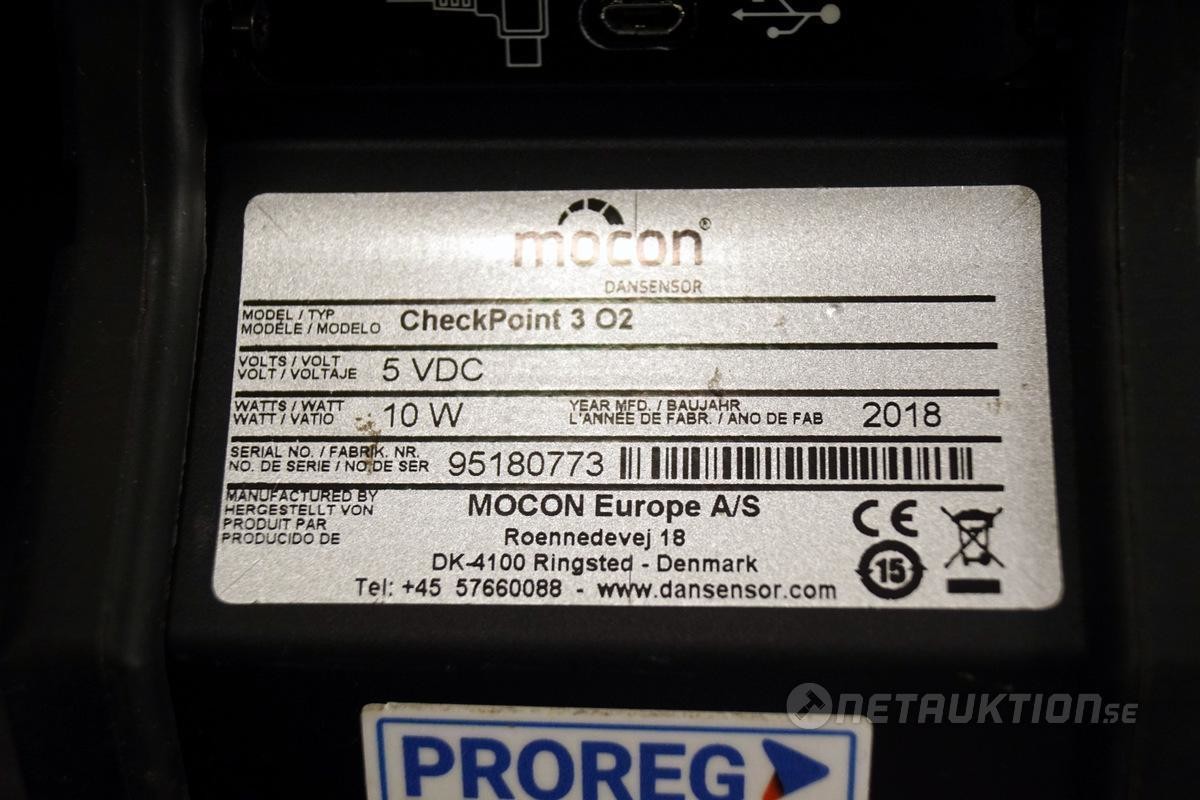 mocon®
DANSENSOR
MODEL / TYP
MODÈLE / MODELO CheckPoint 3 O2
VOLTS / VOLT
VOLT / VOLTAJE 5 VDC
WATTS / WATT
WATT / VATIO 10 W
YEAR MFD. / BAUJAHR
L'ANNÉE DE FABR. / ANO DE FAB 2018
SERIAL NO. / FABRIK. NR.
NO. DE SERIE / NO DE SER 95180773
MANUFACTURED BY
HERGESTELLT VON
PRODUIT PAR
PRODUCIDO DE
MOCON Europe A/S
Roennedevej 18
DK-4100 Ringsted - Denmark
Tel: +45 57660088 - www.dansensor.com
CE
15
NETAUKTION.SE
PROREG